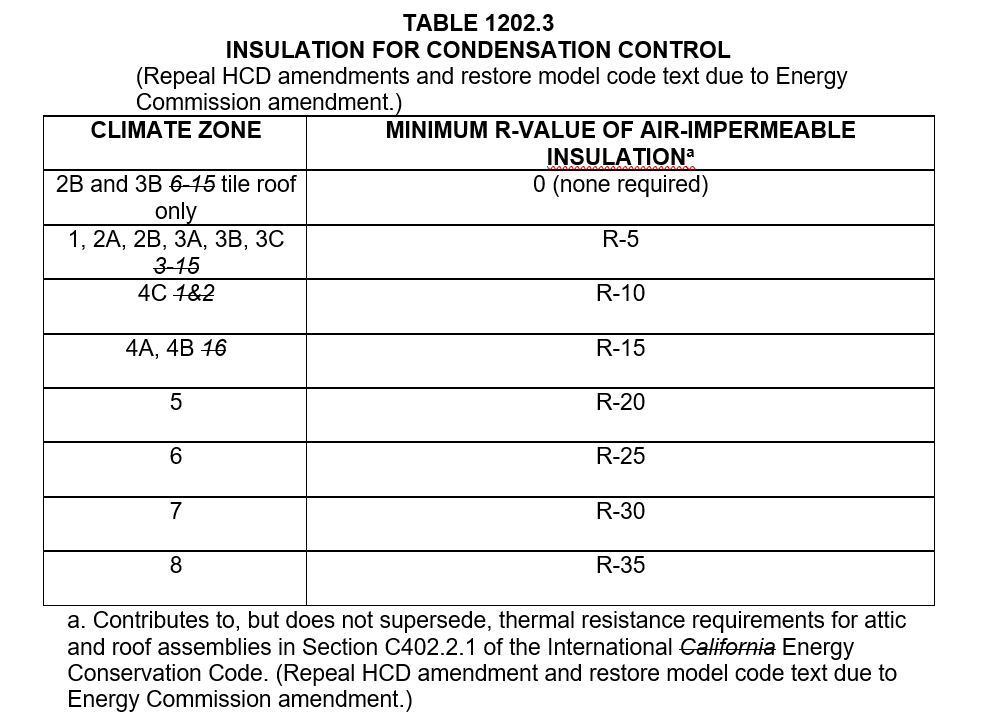 TABLE 1202.3
INSULATION FOR CONDENSATION CONTROL
(Repeal HCD amendments and restore model code text due to Energy
Commission amendment.)
CLIMATE ZONE
MINIMUM R-VALUE OF AIR-IMPERMEABLE
INSULATIONa
2B and 3B 6-15 tile roof
only
0 (none required)
1, 2A, 2B, 3A, 3B, 3C
3-15
R-5
4C 1&2
R-10
4A, 4B 16
R-15
5
R-20
6
R-25
7
R-30
8
R-35
a. Contributes to, but does not supersede, thermal resistance requirements for attic
and roof assemblies in Section C402.2.1 of the International California Energy
Conservation Code. (Repeal HCD amendment and restore model code text due to
Energy Commission amendment.)